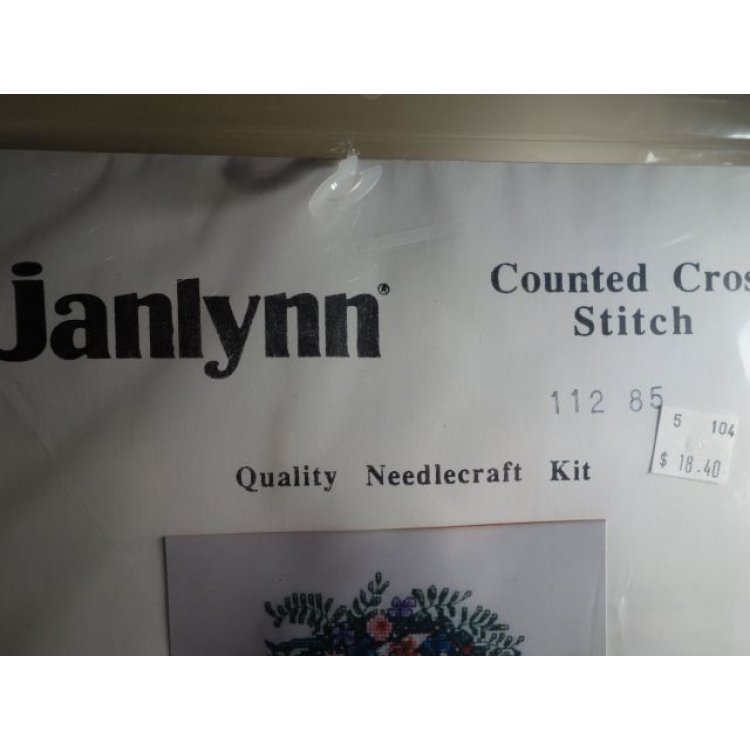 Janlynn®
Counted Cros
Stitch
112 85
5 104
$ 18.40
Quality Needlecraft Kit